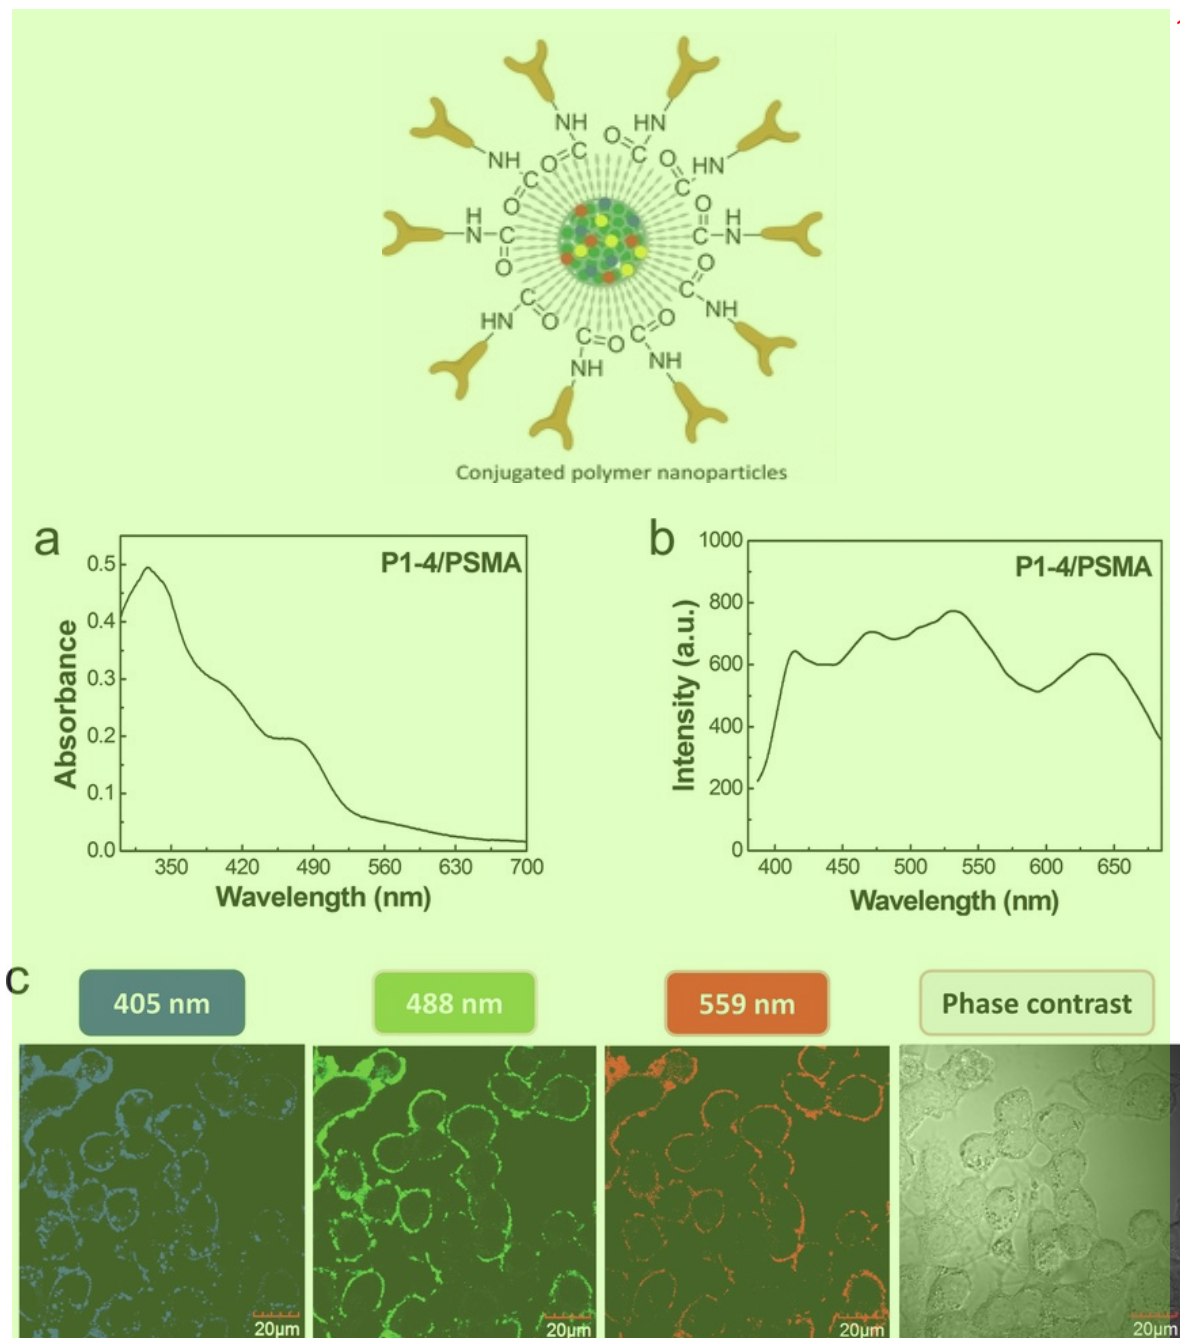 NH
HN
O
C
O
C
NH
O
C
O
C
NH
H
N
C
O
O
C
H
N
C
O
O
C
HN
NH
C
O
C
O
NH
NH
Conjugated polymer nanoparticles
a
P1-4/PSMA
0.5
0.4
0.3
0.2
0.1
0.0
Absorbance
350 420 490 560 630 700
Wavelength (nm)
b
P1-4/PSMA
1000
800
600
400
200
0
Intensity (a.u.)
400 450 500 550 600 650
Wavelength (nm)
c
405 nm 488 nm 559 nm Phase contrast
20μm 20μm 20μm 20μm